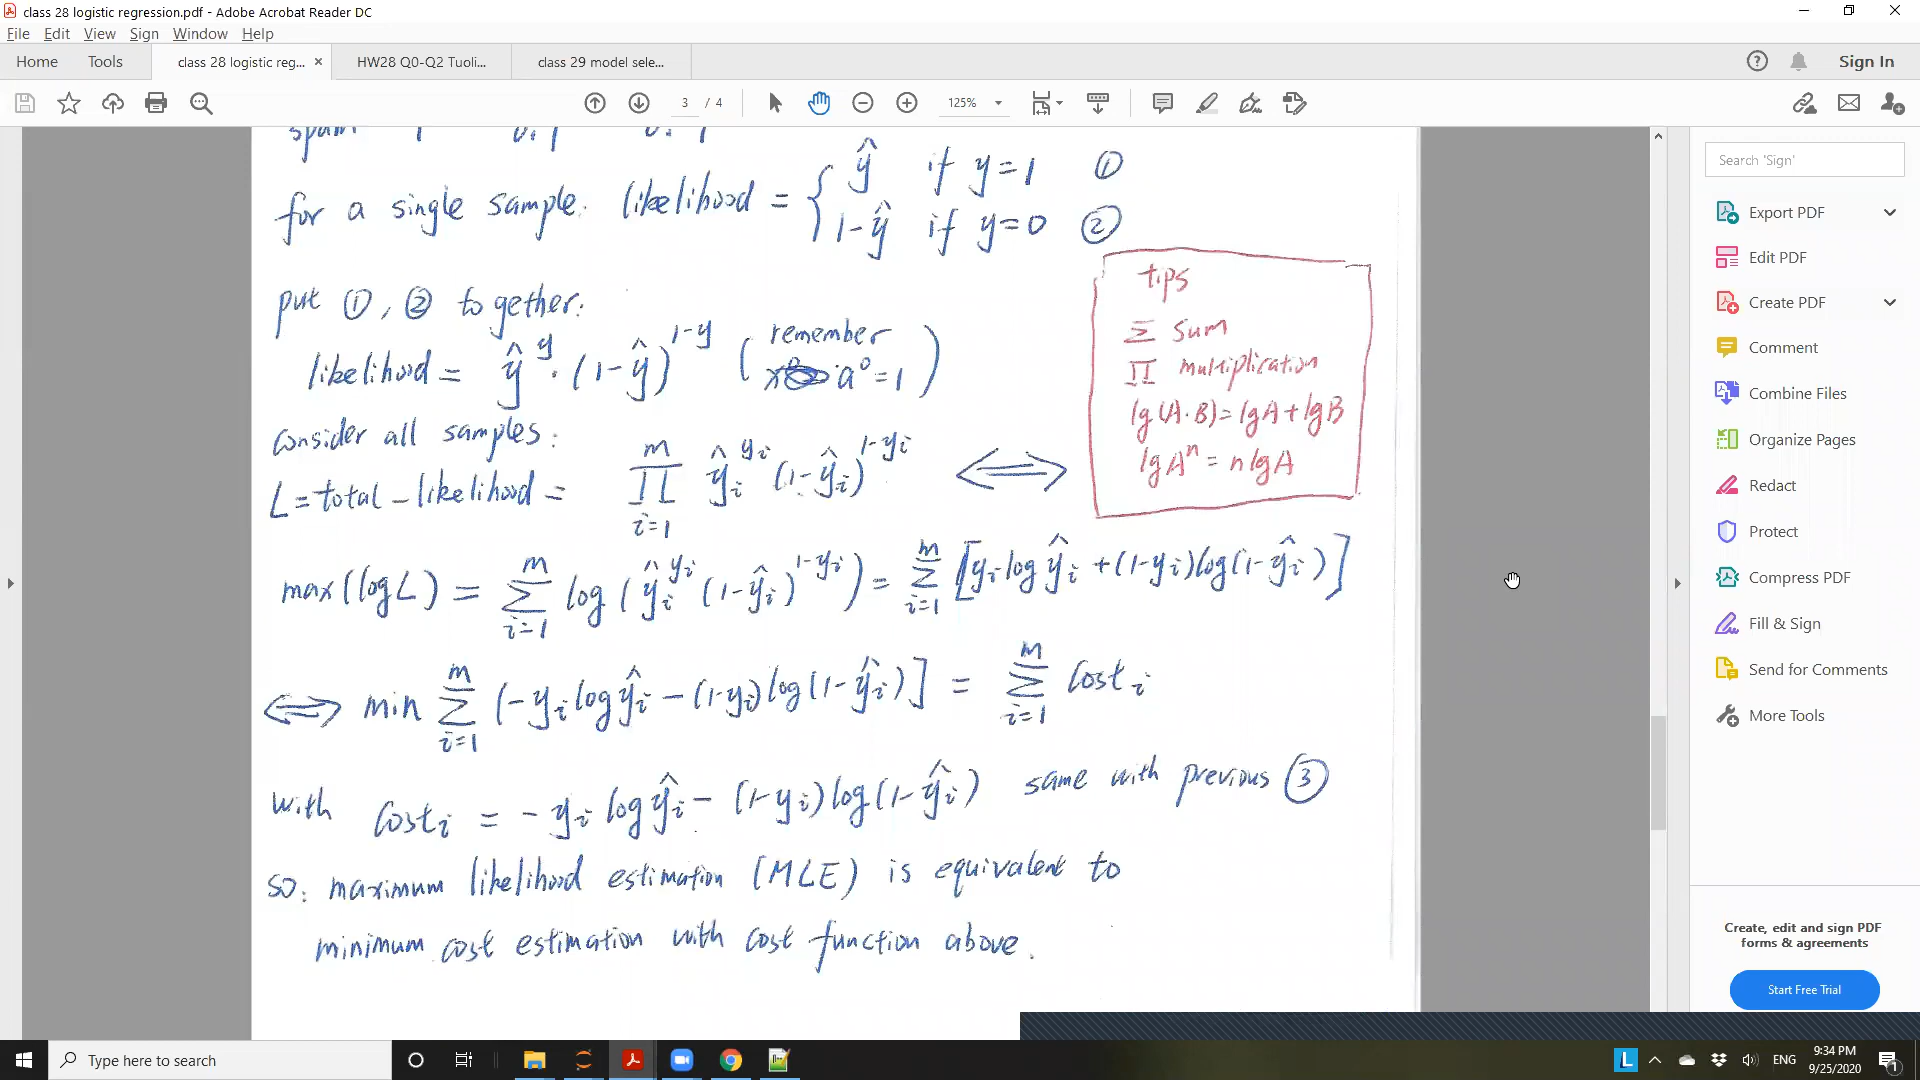 class 28 logistic regression.pdf - Adobe Acrobat Reader DC
File Edit View Sign Window Help
Home Tools class 28 logistic reg... × HW28 Q0-Q2 Tuoli... class 29 model sele... Sign In
3 / 4 125%
spam
for a single sample. likelihood = { ŷ if y=1 ①
1-ŷ if y=0 ②
put ①, ② together:
likelihood = ŷ^y · (1-ŷ)^(1-y) ( remember
a⁰=1 )
consider all samples:
L = total - likelihood = ∏_{i=1}^{m} ŷ_i^{y_i} (1-ŷ_i)^{1-y_i} ⟺
tips
Σ sum
∏ multiplication
lg(A·B) = lgA + lgB
lgAⁿ = n lgA
max(log L) = Σ_{i=1}^{m} log(ŷ_i^{y_i} (1-ŷ_i)^{1-y_i}) = Σ_{i=1}^{m} [y_i log ŷ_i + (1-y_i) log(1-ŷ_i)]
⟺ min Σ_{i=1}^{m} (-y_i log ŷ_i - (1-y_i) log(1-ŷ_i)] = Σ_{i=1}^{m} Cost_i
with Cost_i = -y_i log ŷ_i - (1-y_i) log(1-ŷ_i) same with previous ③
so: maximum likelihood estimation (MLE) is equivalent to
minimum cost estimation with cost function above.
Search 'Sign'
Export PDF
Edit PDF
Create PDF
Comment
Combine Files
Organize Pages
Redact
Protect
Compress PDF
Fill & Sign
Send for Comments
More Tools
Create, edit and sign PDF
forms & agreements
Start Free Trial
Type here to search
L ENG
9:34 PM
9/25/2020
1